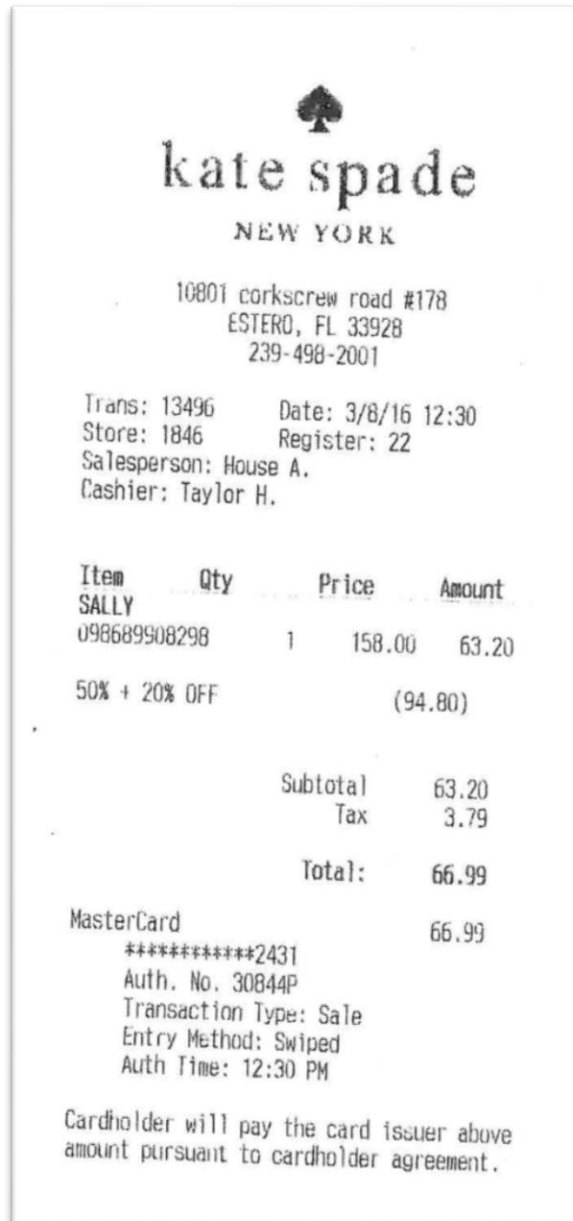 kate spade
NEW YORK
10801 corkscrew road #178
ESTERO, FL 33928
239-498-2001
Trans: 13496 Date: 3/8/16 12:30
Store: 1846 Register: 22
Salesperson: House A.
Cashier: Taylor H.
Item Qty Price Amount
SALLY
098689908298 1 158.00 63.20
50% + 20% OFF (94.80)
Subtotal 63.20
Tax 3.79
Total: 66.99
MasterCard 66.99
************2431
Auth. No. 30844P
Transaction Type: Sale
Entry Method: Swiped
Auth Time: 12:30 PM
Cardholder will pay the card issuer above
amount pursuant to cardholder agreement.